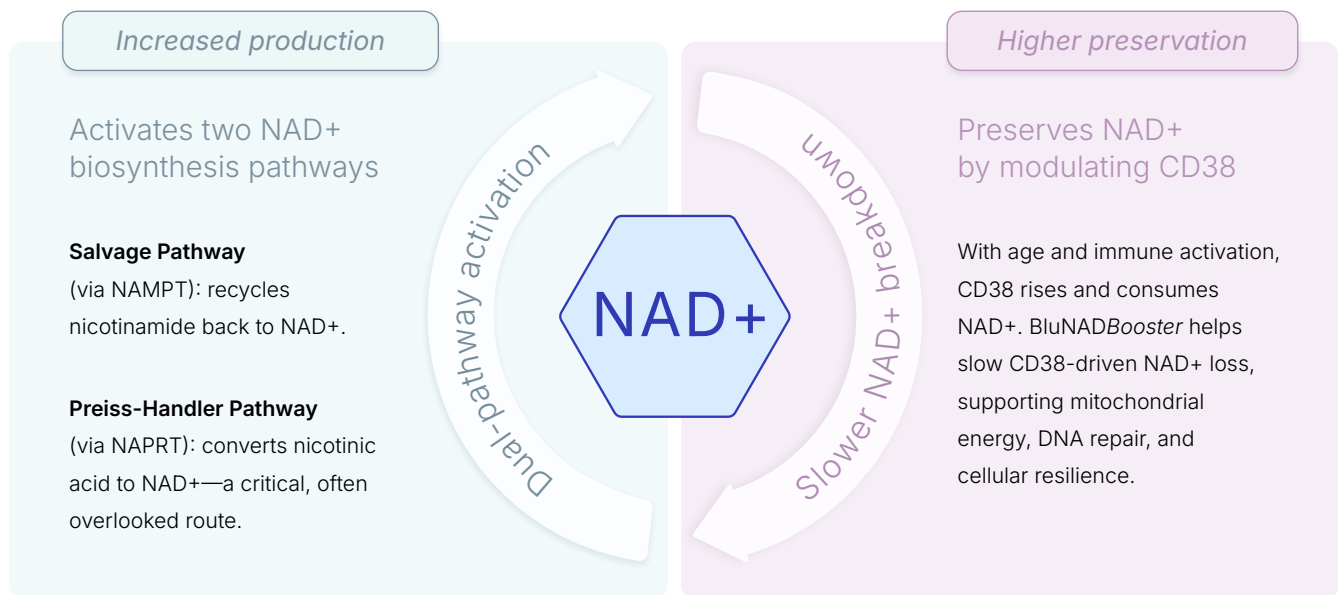 Increased production
Activates two NAD+
biosynthesis pathways
Salvage Pathway
(via NAMPT): recycles
nicotinamide back to NAD+.
Preiss-Handler Pathway
(via NAPRT): converts nicotinic
acid to NAD+—a critical, often
overlooked route.
Dual-pathway activation
NAD+
Slower NAD+ breakdown
Higher preservation
Preserves NAD+
by modulating CD38
With age and immune activation,
CD38 rises and consumes
NAD+. BluNADBooster helps
slow CD38-driven NAD+ loss,
supporting mitochondrial
energy, DNA repair, and
cellular resilience.